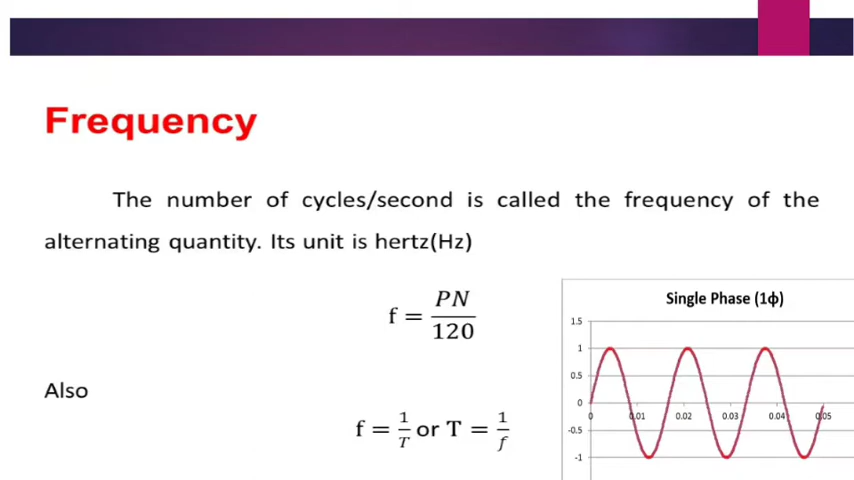 Frequency
The number of cycles/second is called the frequency of the
alternating quantity. Its unit is hertz(Hz)
f = PN/120
Also
f = 1/T or T = 1/f
Single Phase (1ϕ)
1.5
1
0.5
0
-0.5
-1
0 0.01 0.02 0.03 0.04 0.05